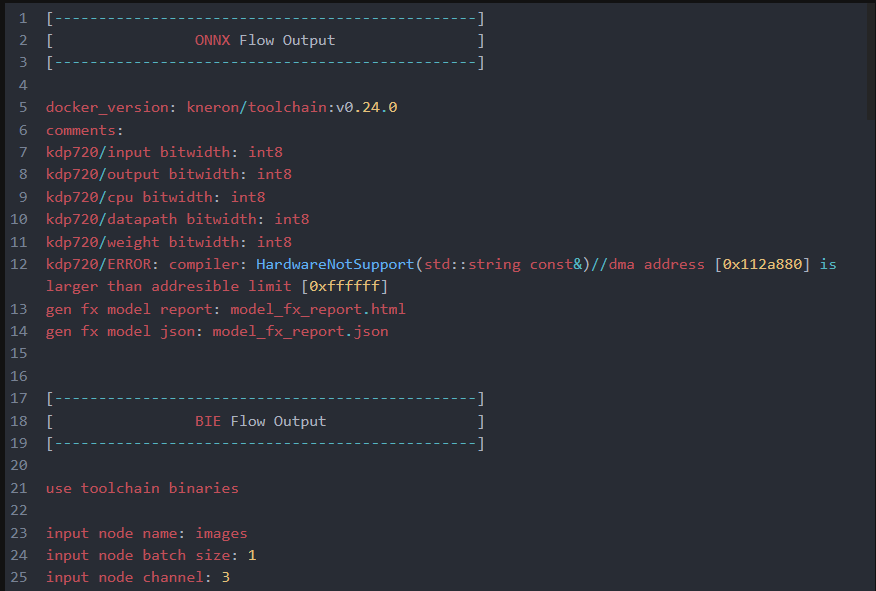 1 [------------------------------------------------]
2 [                ONNX Flow Output                ]
3 [------------------------------------------------]
4
5 docker_version: kneron/toolchain:v0.24.0
6 comments:
7 kdp720/input bitwidth: int8
8 kdp720/output bitwidth: int8
9 kdp720/cpu bitwidth: int8
10 kdp720/datapath bitwidth: int8
11 kdp720/weight bitwidth: int8
12 kdp720/ERROR: compiler: HardwareNotSupport(std::string const&)//dma address [0x112a880] is
larger than addresible limit [0xffffff]
13 gen fx model report: model_fx_report.html
14 gen fx model json: model_fx_report.json
15
16
17 [------------------------------------------------]
18 [                BIE Flow Output                 ]
19 [------------------------------------------------]
20
21 use toolchain binaries
22
23 input node name: images
24 input node batch size: 1
25 input node channel: 3